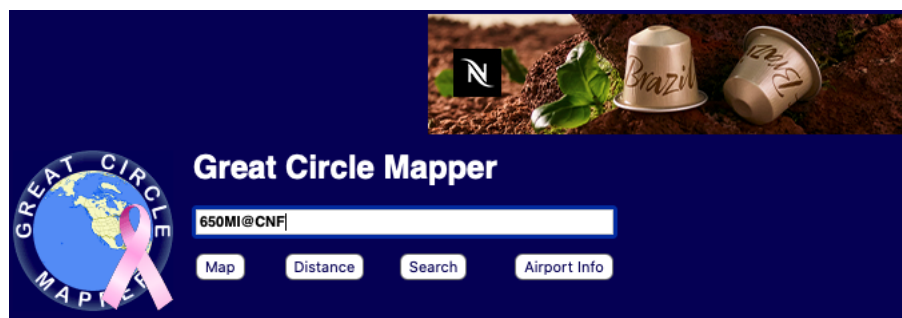 N
Brazil
Brazil
Great Circle Mapper
GREAT CIRCLE
MAPPER
650MI@CNF
Map
Distance
Search
Airport Info